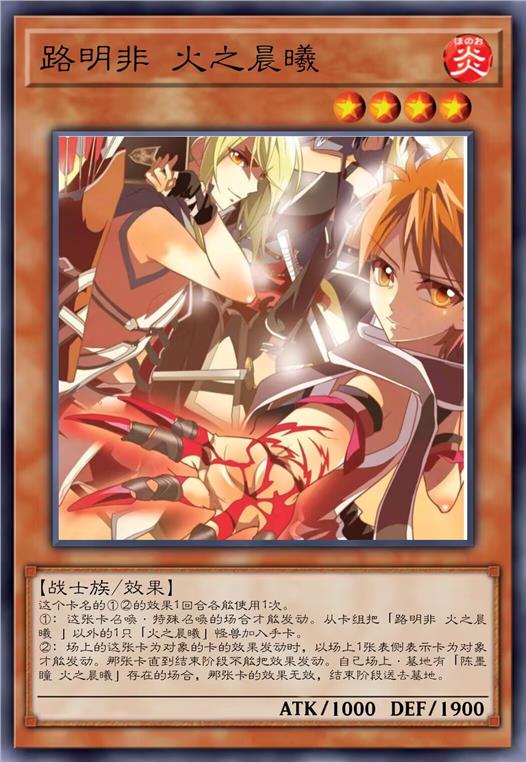 路明非 火之晨曦
ほのお
炎
【战士族/效果】
这个卡名的①②的效果1回合各能使用1次。
①：这张卡召唤·特殊召唤的场合才能发动。从卡组把「路明非 火之晨
曦 」以外的1只「火之晨曦」怪兽加入手卡。
②：场上的这张卡为对象的卡的效果发动时，以场上1张表侧表示卡为对象
才能发动。那张卡直到结束阶段不能把效果发动。自己场上·墓地有「陈墨
瞳 火之晨曦」存在的场合，那张卡的效果无效，结束阶段送去墓地。
ATK/1000 DEF/1900